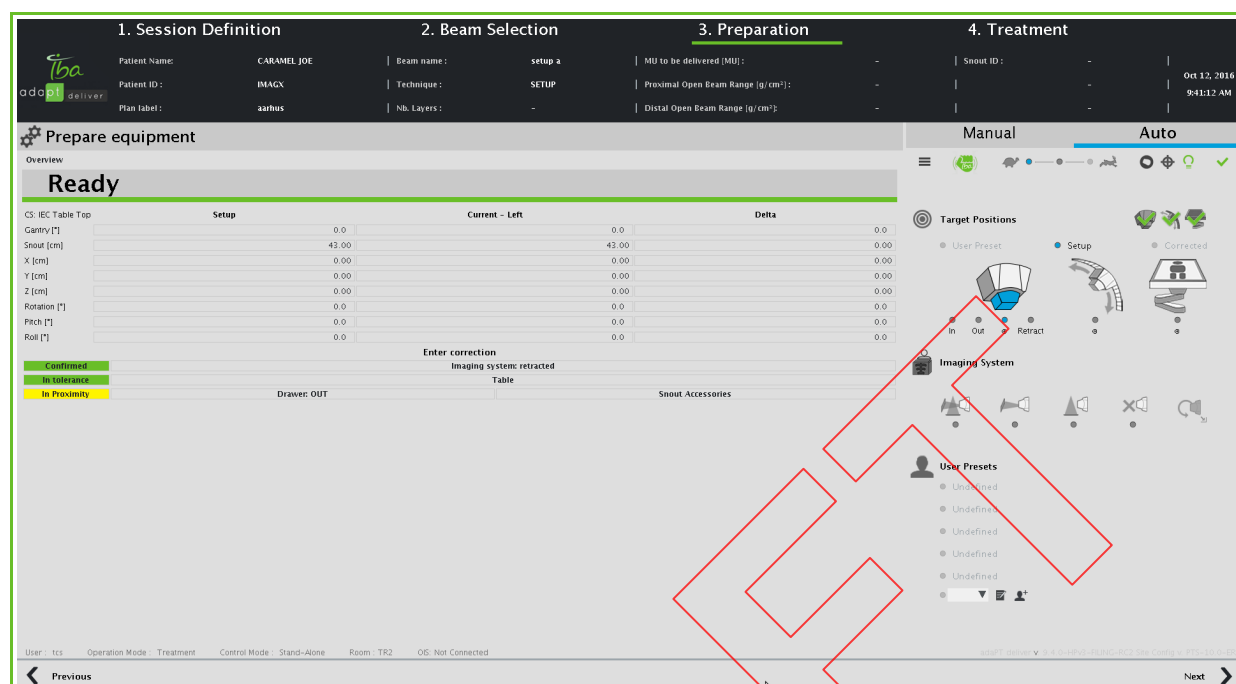 1. Session Definition 2. Beam Selection 3. Preparation 4. Treatment
iba
adapt deliver
Patient Name: CARAMEL JOE | Beam name : setup a | MU to be delivered [MU] : - | Snout ID : - |
Patient ID : IMAGX | Technique : SETUP | Proximal Open Beam Range [g/cm²] : - | - |
Plan label : aarhus | Nb. Layers : - | Distal Open Beam Range [g/cm²]: - | - |
Oct 12, 2016
9:41:12 AM
Prepare equipment
Manual Auto
Overview
Ready
CS: IEC Table Top Setup Current - Left Delta
Gantry [°] 0.0 0.0 0.0
Snout [cm] 43.00 43.00 0.00
X [cm] 0.00 0.00 0.00
Y [cm] 0.00 0.00 0.00
Z [cm] 0.00 0.00 0.00
Rotation [°] 0.0 0.0 0.0
Pitch [°] 0.0 0.0 0.0
Roll [°] 0.0 0.0 0.0
Enter correction
Confirmed Imaging system: retracted
In tolerance Table
In Proximity Drawer: OUT Snout Accessories
Target Positions
User Preset Setup Corrected
In Out Retract
Imaging System
User Presets
Undefined
Undefined
Undefined
Undefined
Undefined
User : tcs Operation Mode : Treatment Control Mode : Stand-Alone Room : TR2 OIS: Not Connected
Previous Next